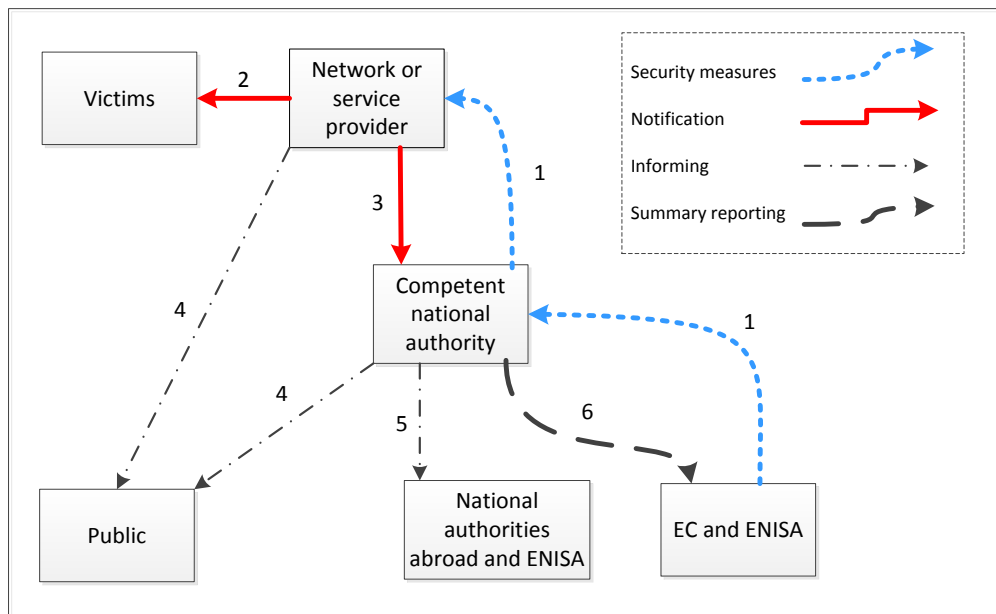 Victims
2
Network or
service
provider
1
3
Security measures
Notification
Informing
Summary reporting
4
Competent
national
authority
1
4
5
6
Public
National
authorities
abroad and ENISA
EC and ENISA